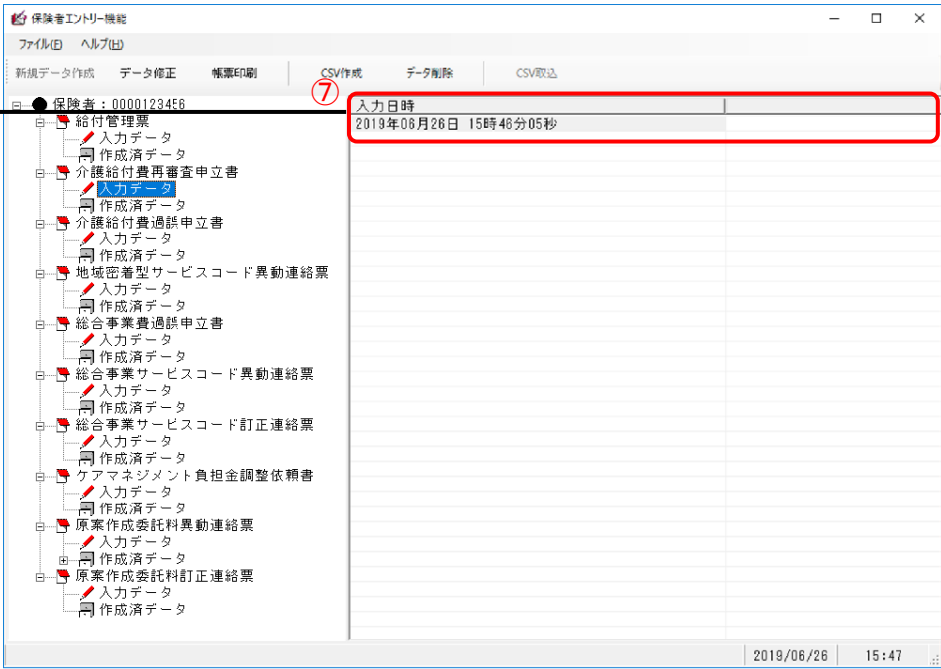 保険者エントリー機能
ファイル(F) ヘルプ(H)
新規データ作成 データ修正 帳票印刷 CSV作成 データ削除 CSV取込
⑦
保険者：0000123456
入力日時
2019年06月26日 15時46分05秒
給付管理票
入力データ
作成済データ
介護給付費再審査申立書
入力データ
作成済データ
介護給付費過誤申立書
入力データ
作成済データ
地域密着型サービスコード異動連絡票
入力データ
作成済データ
総合事業費過誤申立書
入力データ
作成済データ
総合事業サービスコード異動連絡票
入力データ
作成済データ
総合事業サービスコード訂正連絡票
入力データ
作成済データ
ケアマネジメント負担金調整依頼書
入力データ
作成済データ
原案作成委託料異動連絡票
入力データ
作成済データ
原案作成委託料訂正連絡票
入力データ
作成済データ
2019/06/26 15:47